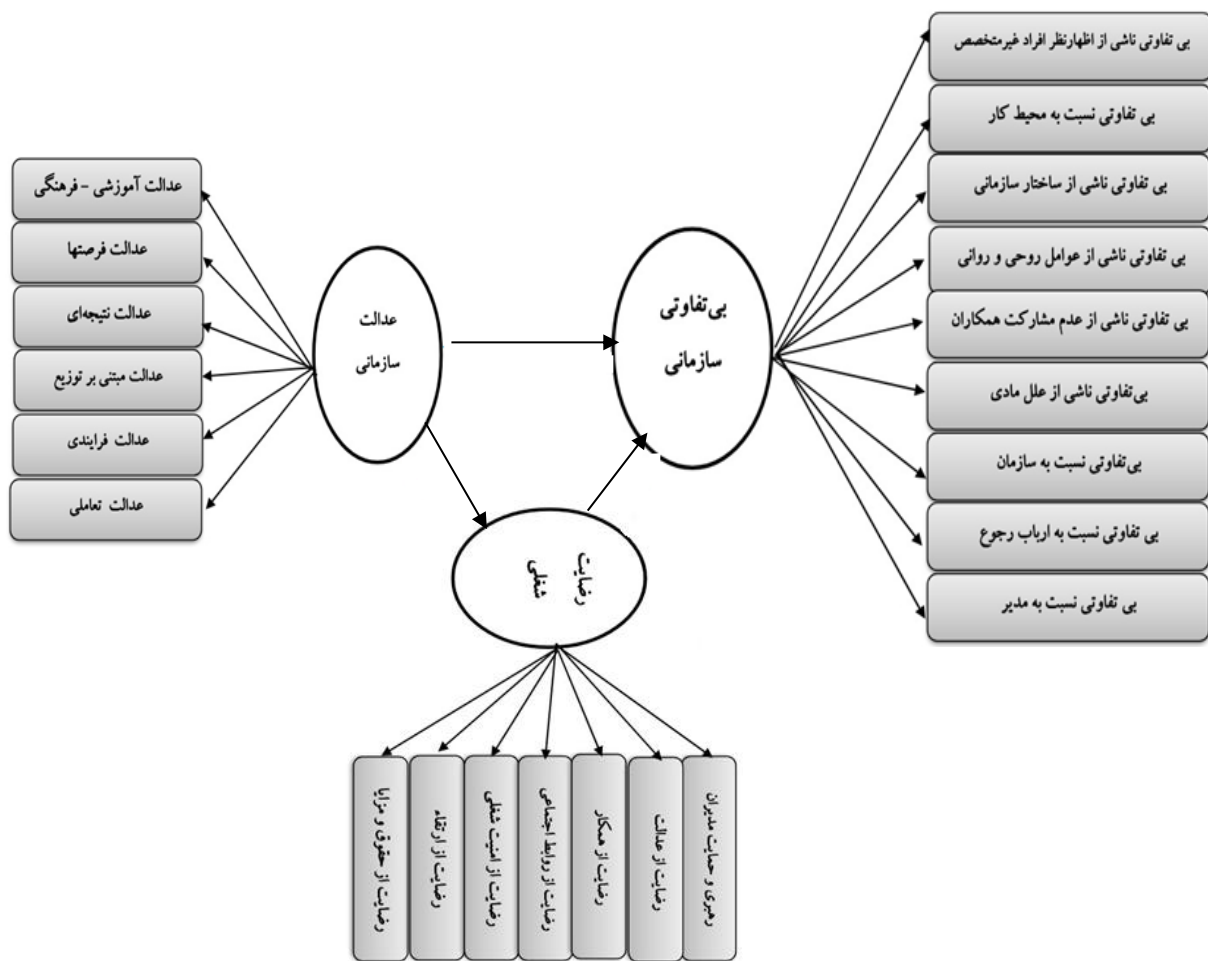 بی تفاوتی ناشی از اظهارنظر افراد غیرمتخصص
بی تفاوتی نسبت به محیط کار
بی تفاوتی ناشی از ساختار سازمانی
بی تفاوتی ناشی از عوامل روحی و روانی
بی تفاوتی ناشی از عدم مشارکت همکاران
بی‌تفاوتی ناشی از علل مادی
بی‌تفاوتی نسبت به سازمان
بی تفاوتی نسبت به ارباب رجوع
بی تفاوتی نسبت به مدیر
بی‌تفاوتی
سازمانی
عدالت
سازمانی
عدالت آموزشی – فرهنگی
عدالت فرصتها
عدالت نتیجه‌ای
عدالت مبتنی بر توزیع
عدالت فرایندی
عدالت تعاملی
رضایت
شغلی
رهبری و حمایت مدیران
رضایت از عدالت
رضایت از همکار
رضایت از روابط اجتماعی
رضایت از امنیت شغلی
رضایت از ارتقاء
رضایت از حقوق و مزایا